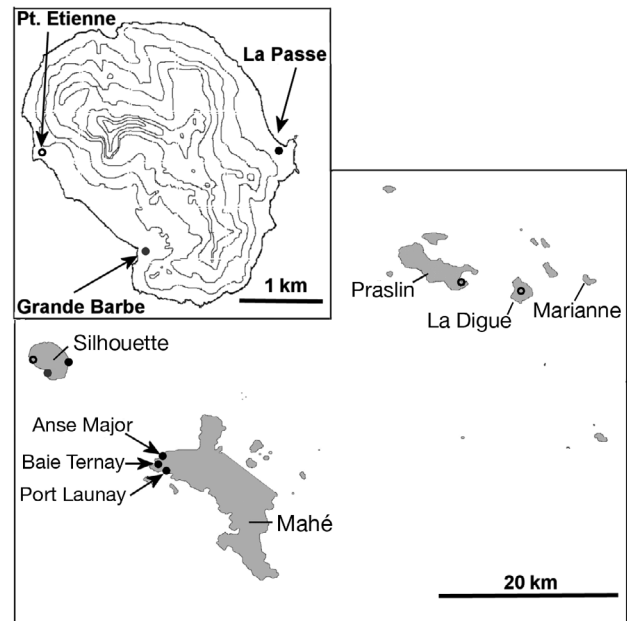 Pt. Etienne
La Passe
Grande Barbe
1 km
Praslin
La Digue
Marianne
Silhouette
Anse Major
Baie Ternay
Port Launay
Mahé
20 km